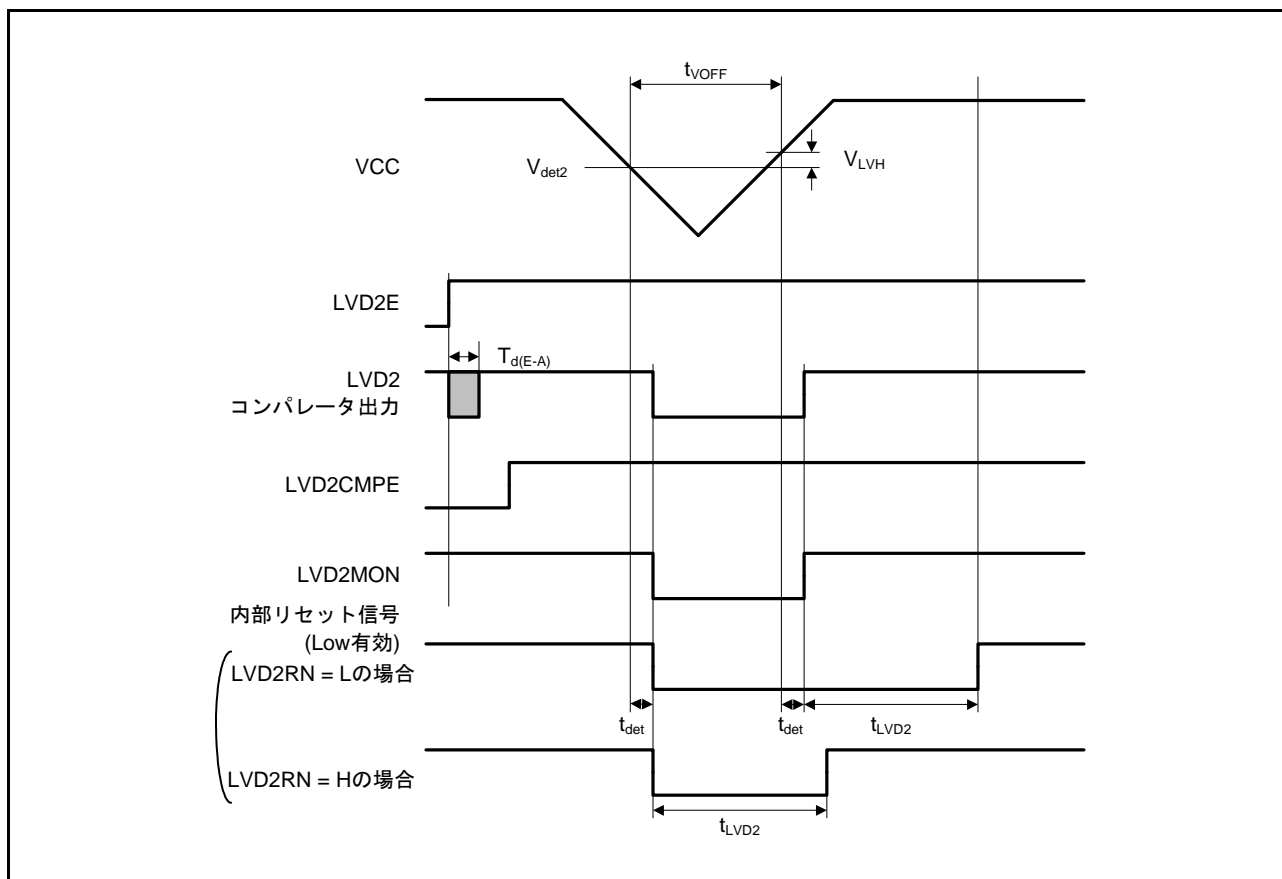 tVOFF
VCC
Vdet2
VLVH
LVD2E
Td(E-A)
LVD2
コンパレータ出力
LVD2CMPE
LVD2MON
内部リセット信号
(Low有効)
LVD2RN = Lの場合
tdet
tdet
tLVD2
LVD2RN = Hの場合
tLVD2